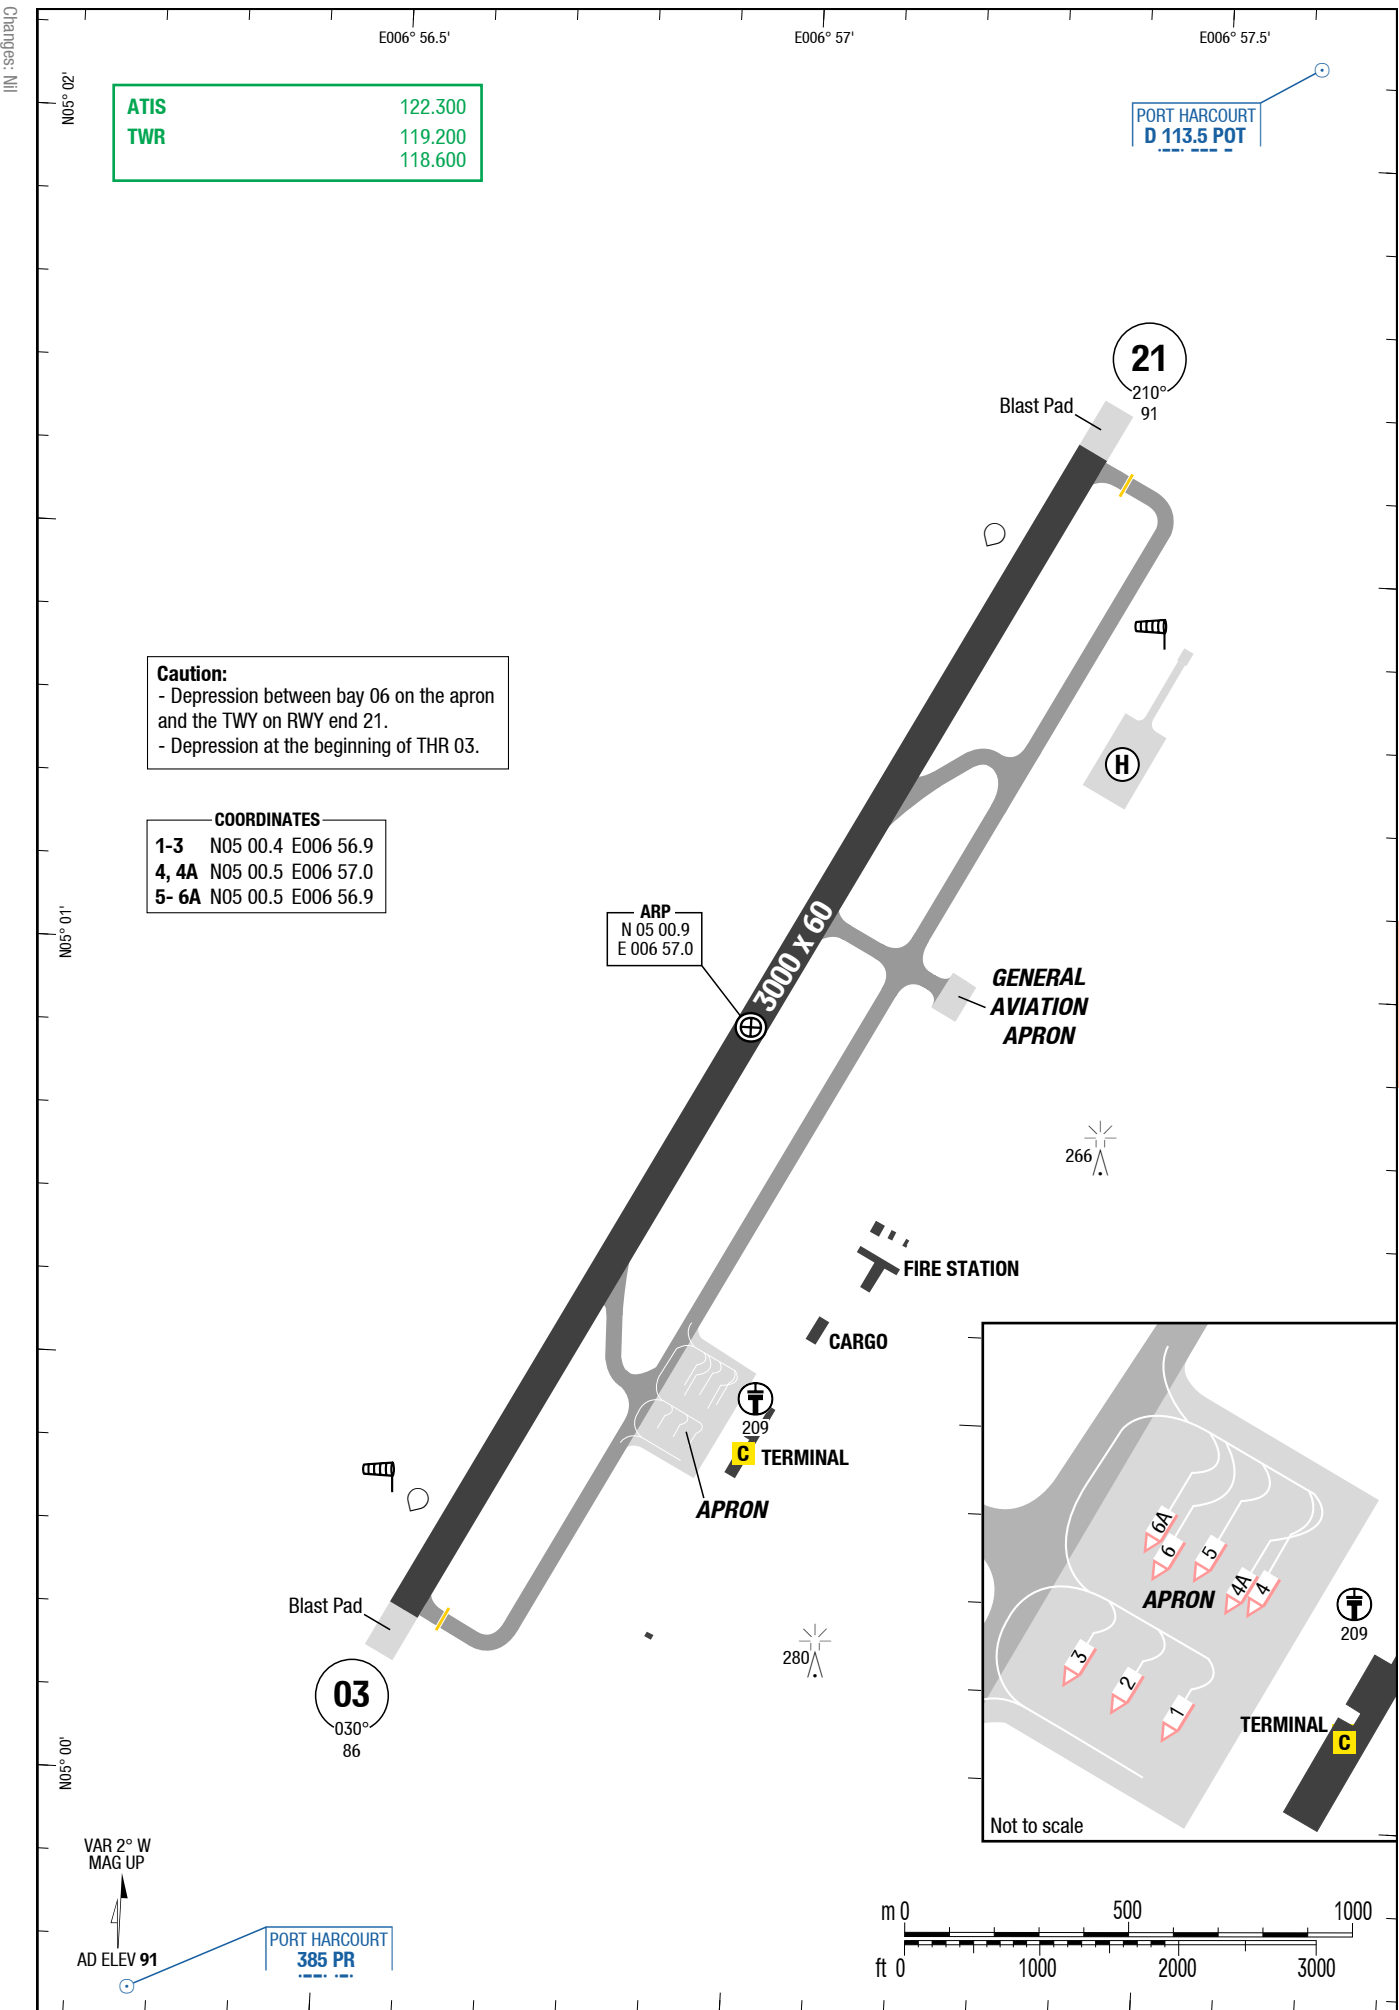 Changes: Nil
E006° 56.5'
E006° 57'
E006° 57.5'
N05° 02'
ATIS 122.300
TWR 119.200
118.600
PORT HARCOURT
D 113.5 POT
21
210°
91
Blast Pad
Caution:
- Depression between bay 06 on the apron
and the TWY on RWY end 21.
- Depression at the beginning of THR 03.
H
COORDINATES
1-3 N05 00.4 E006 56.9
4, 4A N05 00.5 E006 57.0
5- 6A N05 00.5 E006 56.9
N05° 01'
ARP
N 05 00.9
E 006 57.0
3000 x 60
GENERAL
AVIATION
APRON
266
FIRE STATION
CARGO
209
C TERMINAL
APRON
6A
6
5
4A
4
APRON
209
3
2
1
TERMINAL
C
Not to scale
Blast Pad
280
03
030°
86
N05° 00'
VAR 2° W
MAG UP
AD ELEV 91
PORT HARCOURT
385 PR
m 0 500 1000
ft 0 1000 2000 3000